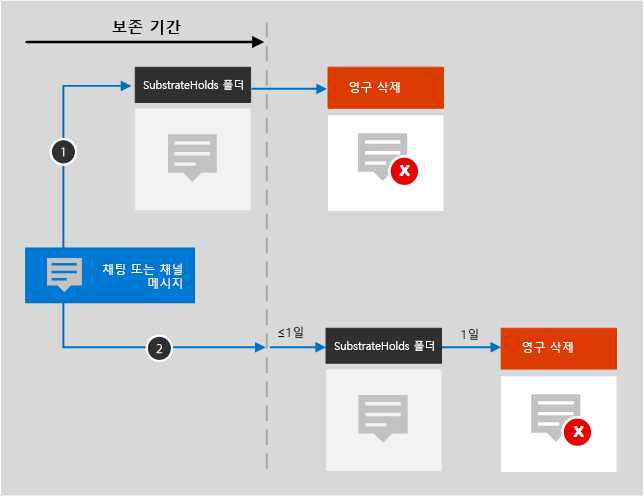 보존 기간
SubstrateHolds 폴더
영구 삭제
X
1
채팅 또는 채널
메시지
2
≤1일
SubstrateHolds 폴더
1일
영구 삭제
X